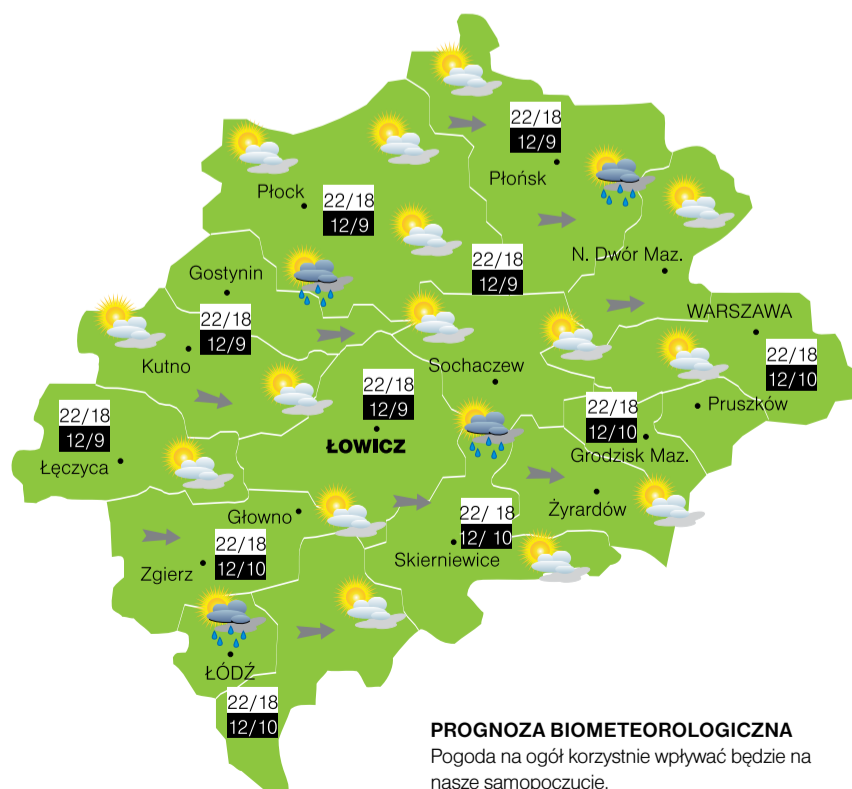 22/18
12/9
Płońsk
Płock
22/18
12/9
N. Dwór Maz.
22/18
12/9
Gostynin
22/18
12/9
Kutno
WARSZAWA
22/18
12/10
Sochaczew
22/18
12/9
ŁOWICZ
22/18
12/10
Pruszków
Grodzisk Maz.
22/18
12/9
Łęczyca
Żyrardów
Głowno
22/ 18
12/ 10
Skierniewice
22/18
12/10
Zgierz
ŁÓDŹ
22/18
12/10
PROGNOZA BIOMETEOROLOGICZNA
Pogoda na ogół korzystnie wpływać będzie na
nasze samopoczucie.